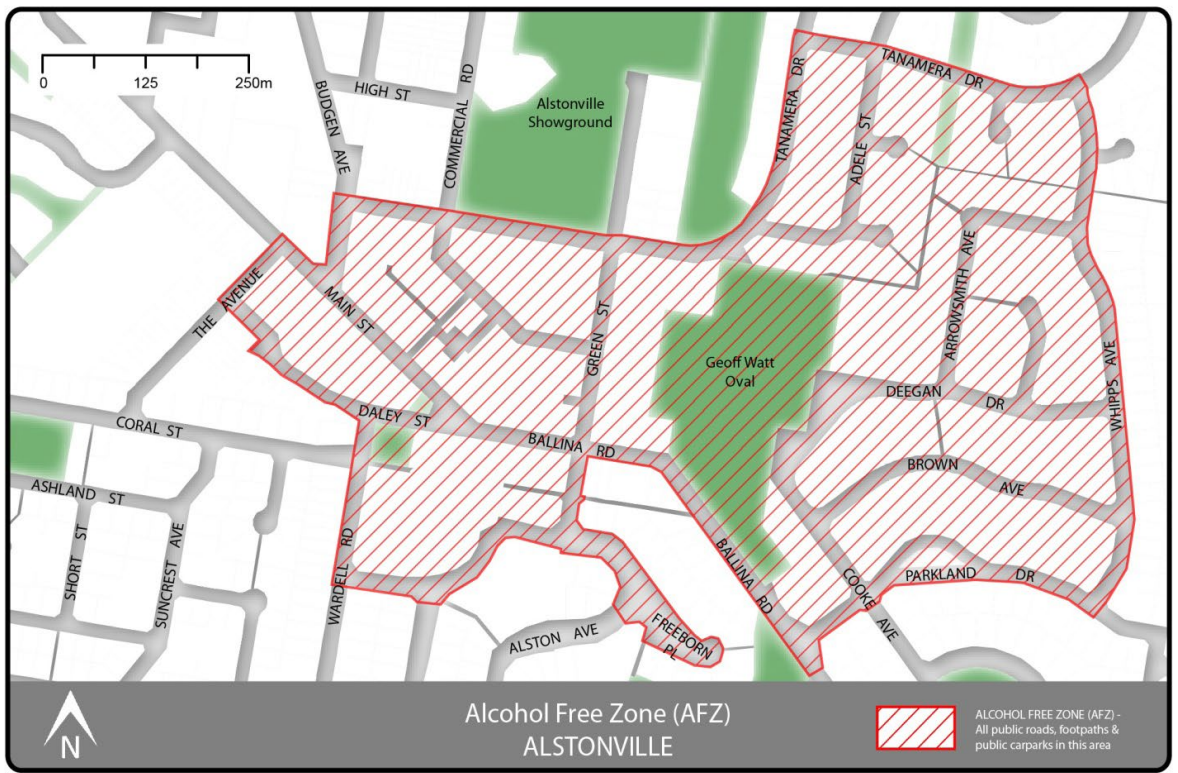 0 125 250m
BUDGEN AVE
HIGH ST
COMMERCIAL RD
Alstonville
Showground
TANAMERA DR
TANAMERA DR
ADELE ST
THE AVENUE
MAIN ST
GREEN ST
ARROWSMITH AVE
WHIPPS AVE
Geoff Watt
Oval
DEEGAN DR
DALEY ST
CORAL ST
BALLINA RD
BROWN AVE
ASHLAND ST
SHORT ST
SUNCREST AVE
WARDELL RD
BALLINA RD
COOKE AVE
PARKLAND DR
ALSTON AVE
FREEBORN
PL
N
Alcohol Free Zone (AFZ)
ALSTONVILLE
ALCOHOL FREE ZONE (AFZ) -
All public roads, footpaths &
public carparks in this area